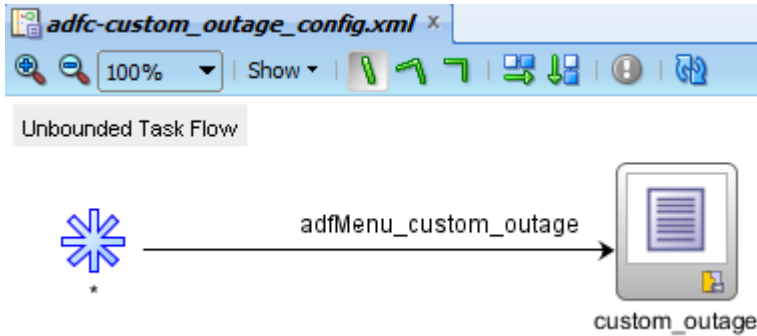 adfc-custom_outage_config.xml ×
100% Show
Unbounded Task Flow
adfMenu_custom_outage
*
custom_outage